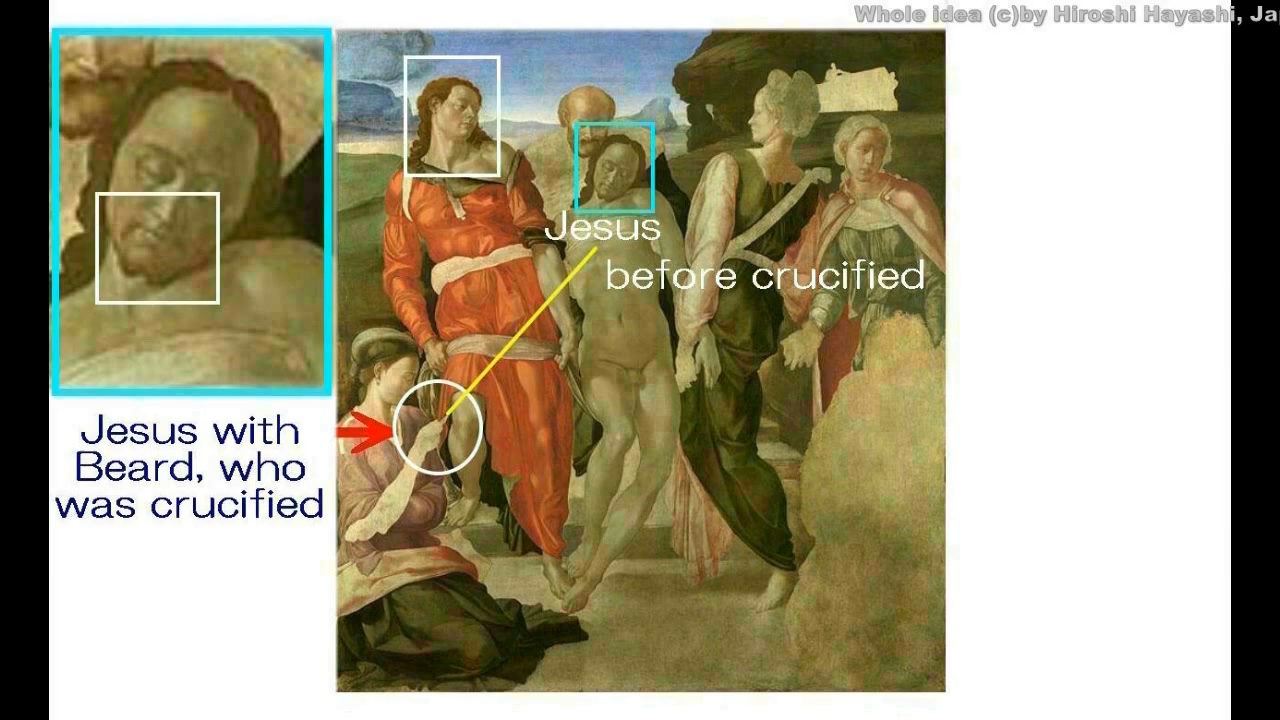 Whole idea (c)by Hiroshi Hayashi, Ja
Jesus
before crucified
Jesus with
Beard, who
was crucified